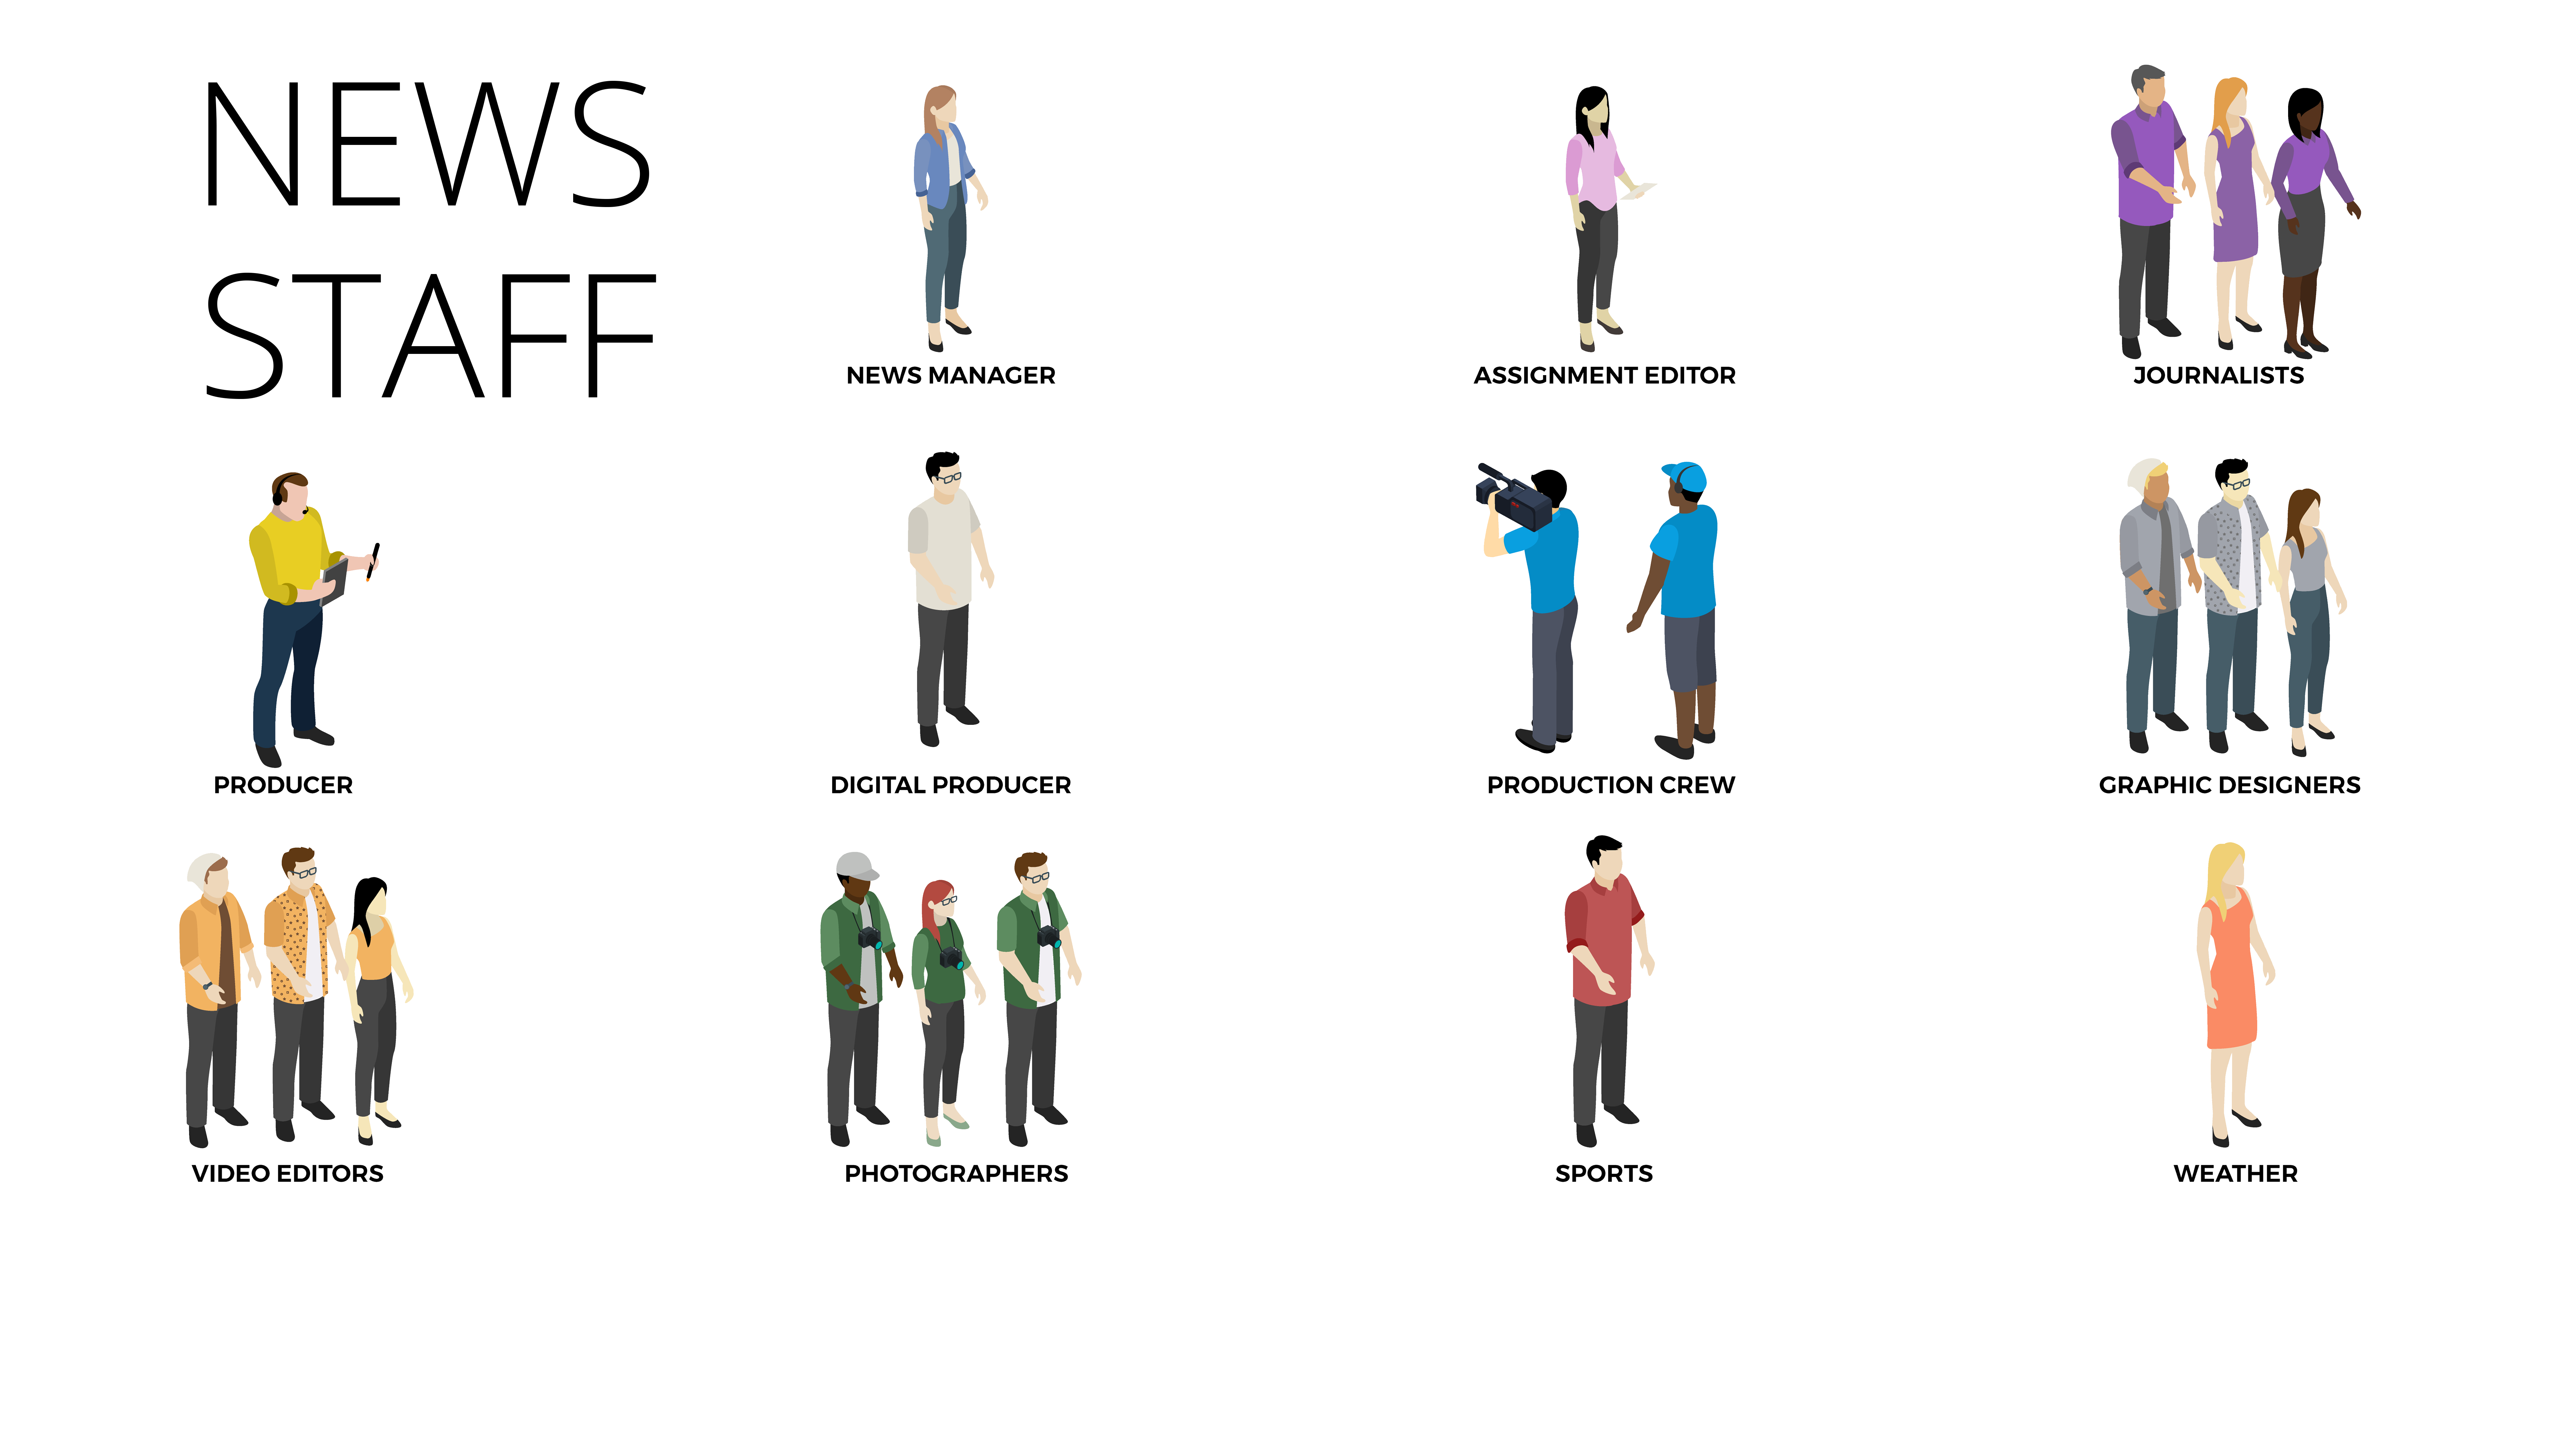 NEWS
STAFF
NEWS MANAGER
ASSIGNMENT EDITOR
JOURNALISTS
PRODUCER
DIGITAL PRODUCER
PRODUCTION CREW
GRAPHIC DESIGNERS
VIDEO EDITORS
PHOTOGRAPHERS
SPORTS
WEATHER